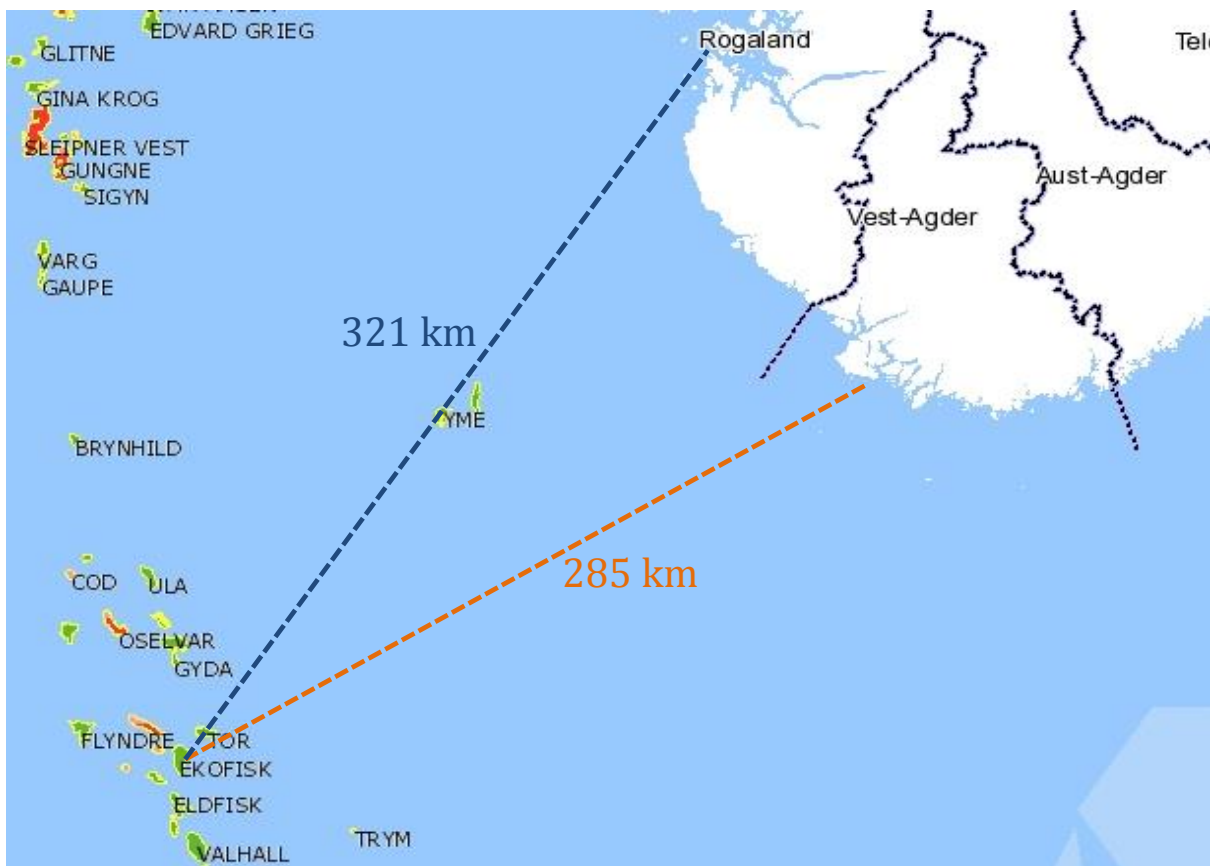 EDVARD GRIEG
Rogaland
Tele
GLITNE
GINA KROG
SLEIPNER VEST
GUNGNE
SIGYN
Aust-Agder
Vest-Agder
VARG
GAUPE
321 km
YME
BRYNHILD
285 km
COD
ULA
OSELVAR
GYDA
FLYNDRE
TOR
EKOFISK
ELDFISK
TRYM
VALHALL